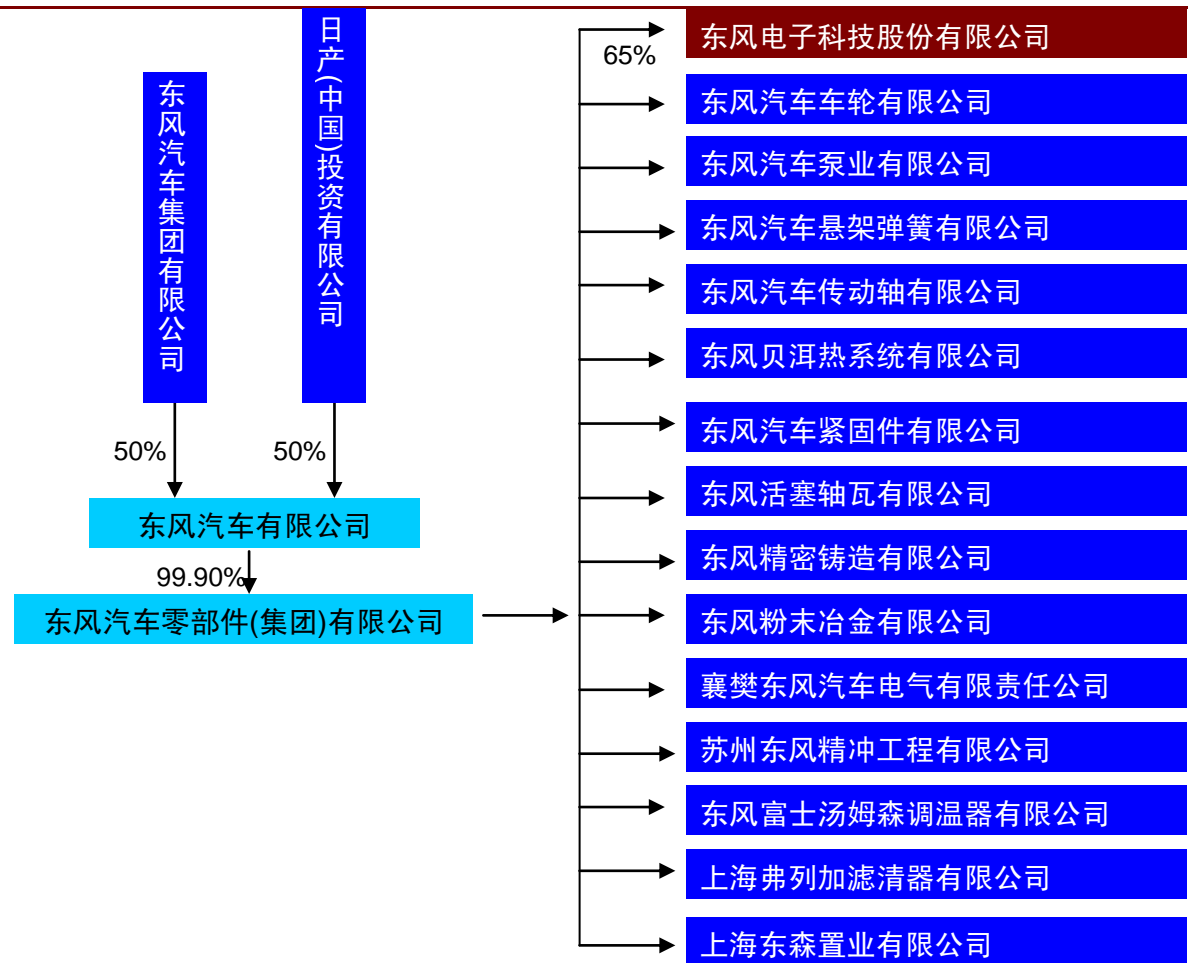 东风汽车集团有限公司
日产(中国)投资有限公司
50%
50%
东风汽车有限公司
99.90%
东风汽车零部件(集团)有限公司
65%
东风电子科技股份有限公司
东风汽车车轮有限公司
东风汽车泵业有限公司
东风汽车悬架弹簧有限公司
东风汽车传动轴有限公司
东风贝洱热系统有限公司
东风汽车紧固件有限公司
东风活塞轴瓦有限公司
东风精密铸造有限公司
东风粉末冶金有限公司
襄樊东风汽车电气有限责任公司
苏州东风精冲工程有限公司
东风富士汤姆森调温器有限公司
上海弗列加滤清器有限公司
上海东森置业有限公司